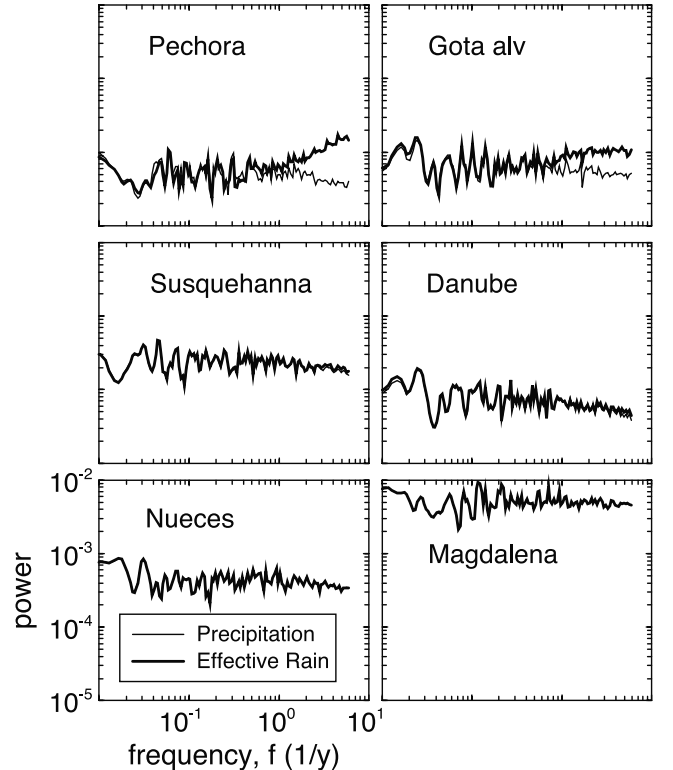 Pechora
Gota alv
Susquehanna
Danube
10-2
Nueces
10-3
Magdalena
power
10-4
Precipitation
Effective Rain
10-5
10-1 100 101
frequency, f (1/y)